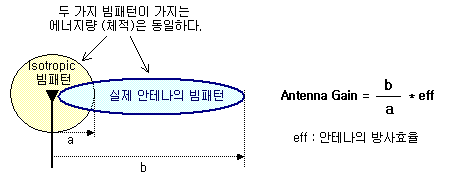 두 가지 빔패턴이 가지는
에너지량 (체적)은 동일하다.
Isotropic
빔패턴
실제 안테나의 빔패턴
a
b
Antenna Gain = b/a * eff
eff : 안테나의 방사효율